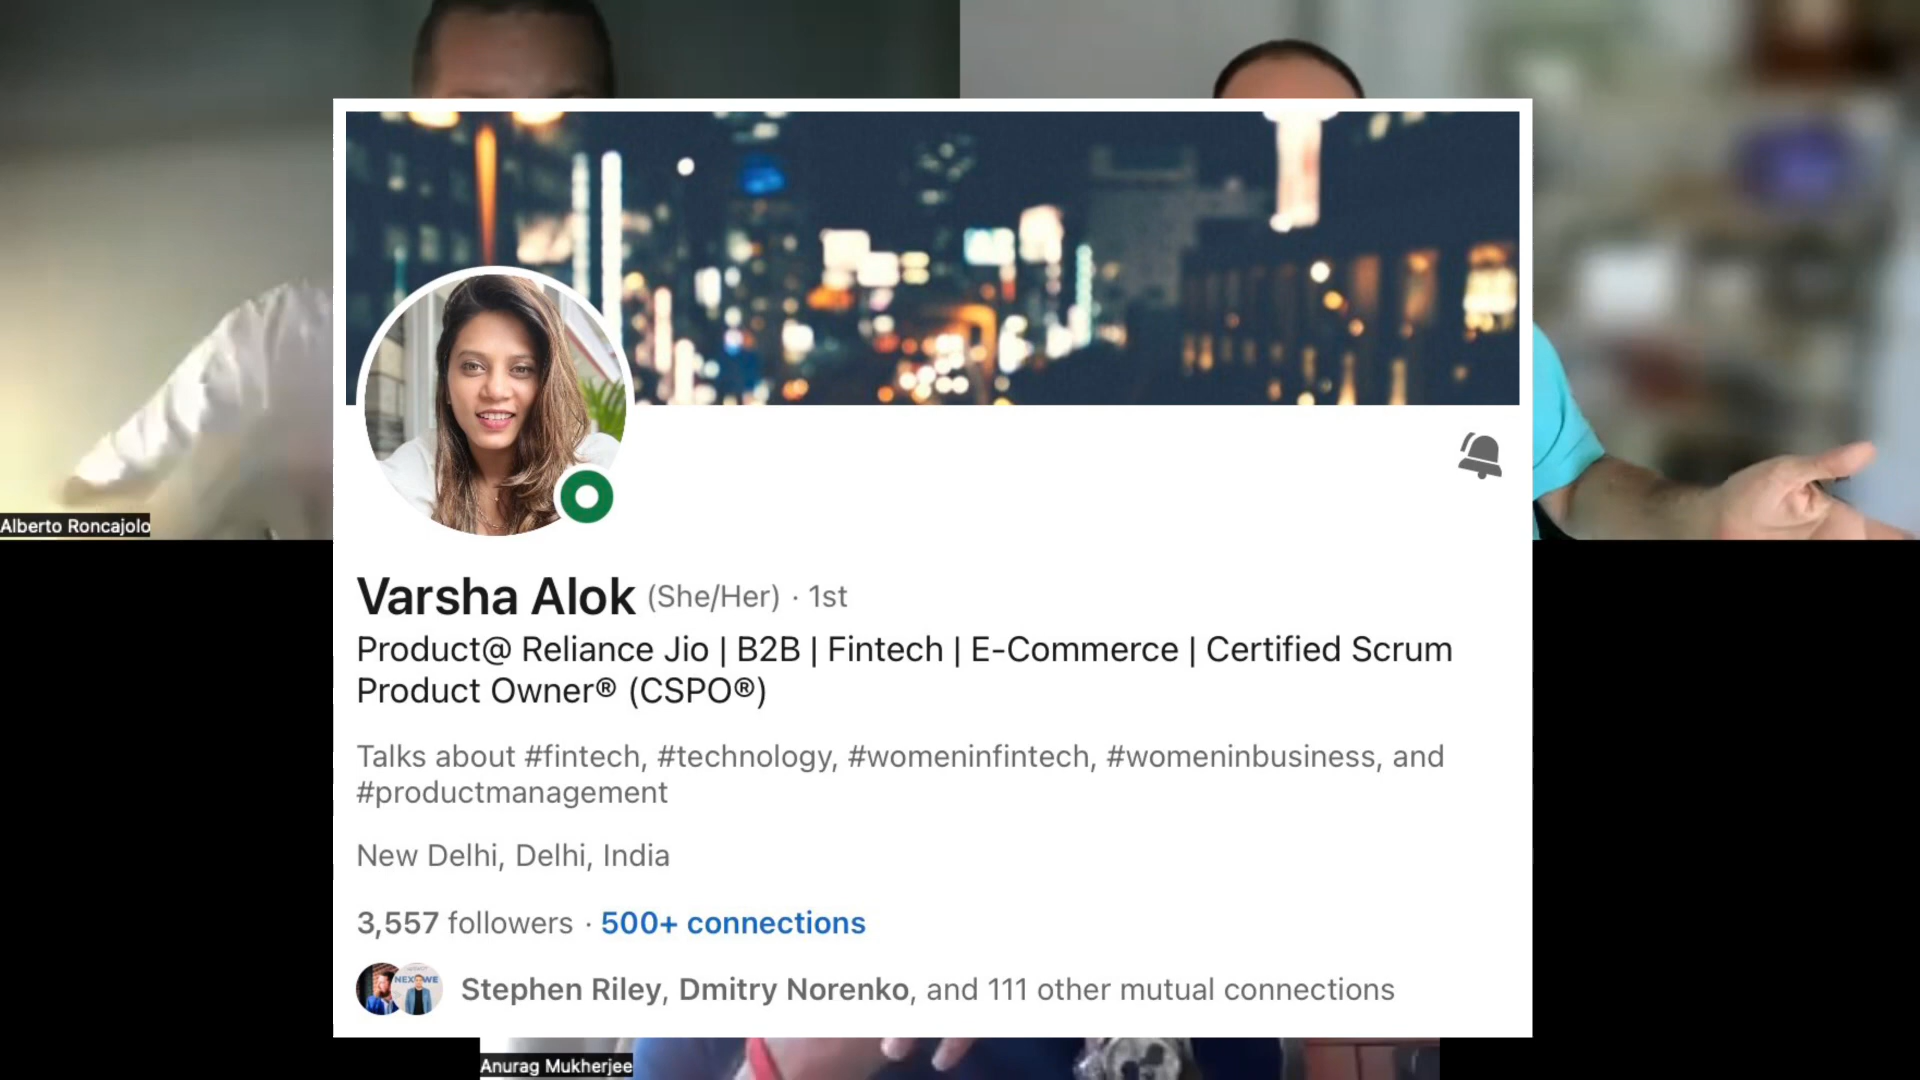 Alberto Roncajolo
Varsha Alok (She/Her) · 1st
Product@ Reliance Jio | B2B | Fintech | E-Commerce | Certified Scrum
Product Owner® (CSPO®)
Talks about #fintech, #technology, #womeninfintech, #womeninbusiness, and
#productmanagement
New Delhi, Delhi, India
3,557 followers · 500+ connections
Stephen Riley, Dmitry Norenko, and 111 other mutual connections
Anurag Mukherjee